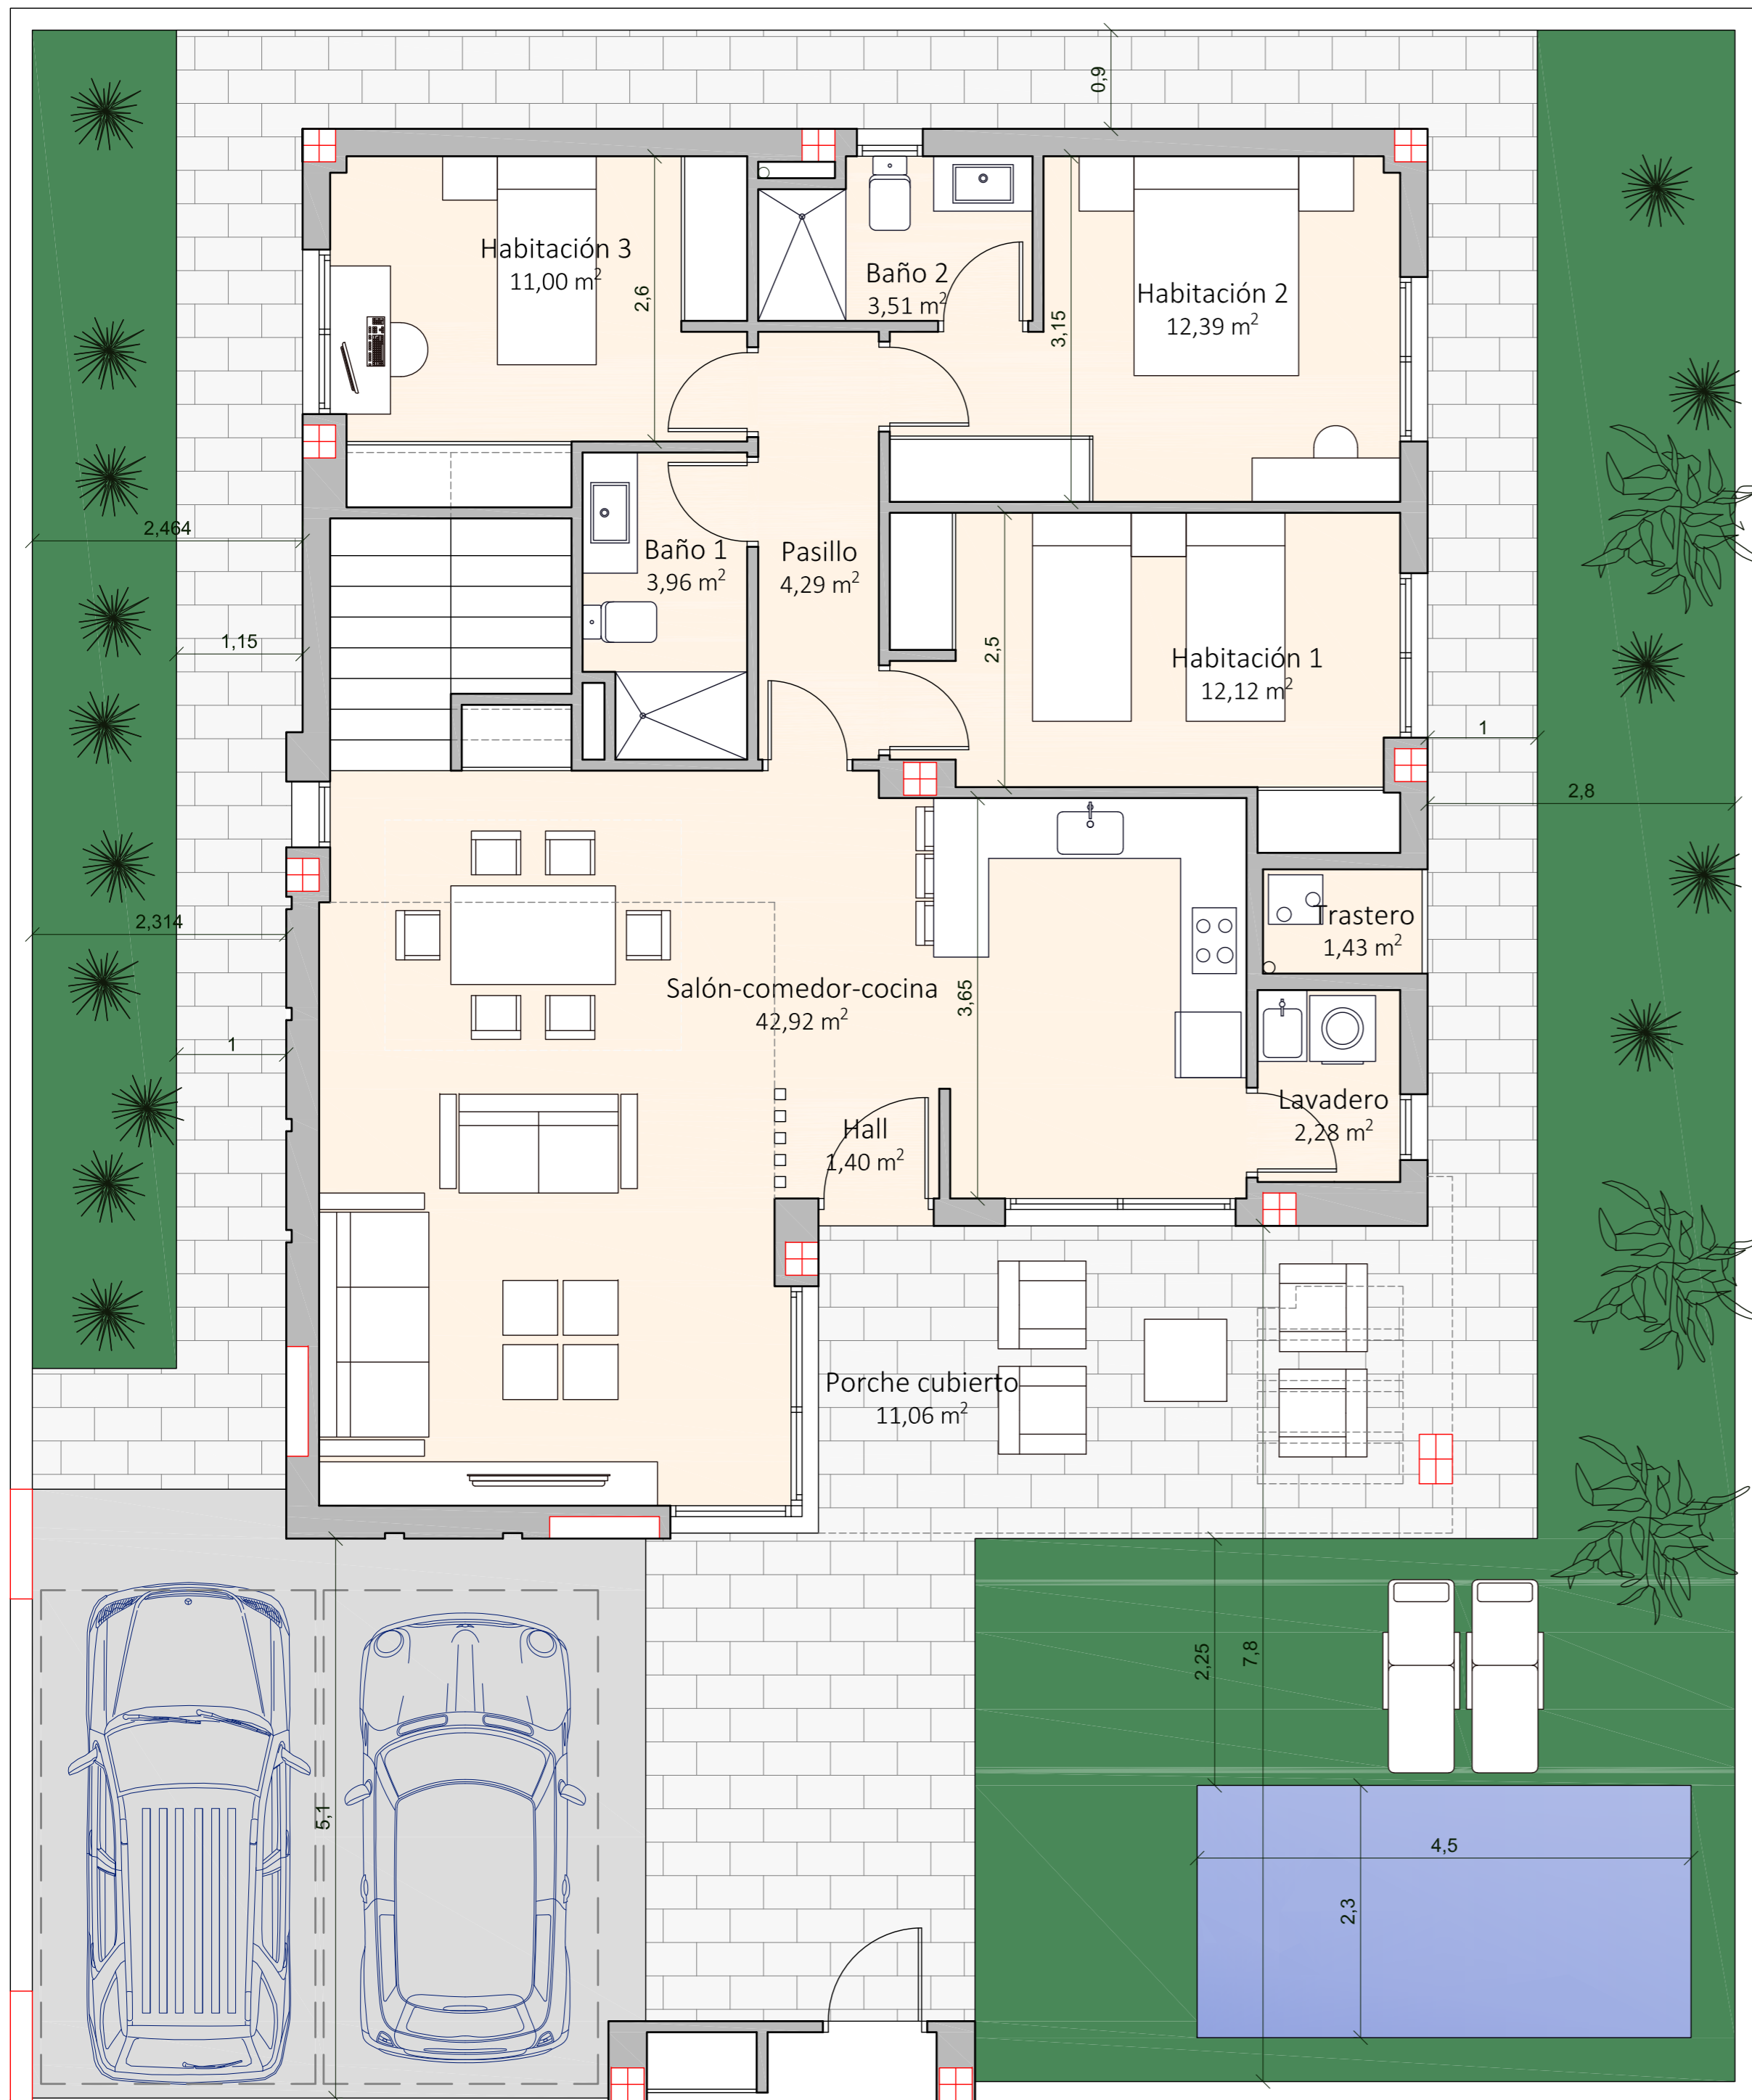 0,9
Habitación 3
11,00 m²
2,6
Baño 2
3,51 m²
Habitación 2
12,39 m²
3,15
2,464
Baño 1
3,96 m²
Pasillo
4,29 m²
1,15
2,5
Habitación 1
12,12 m²
1
2,8
2,314
Trastero
1,43 m²
Salón-comedor-cocina
42,92 m²
3,65
1
Hall
1,40 m²
Lavadero
2,28 m²
Porche cubierto
11,06 m²
2,25
7,8
5,1
4,5
2,3